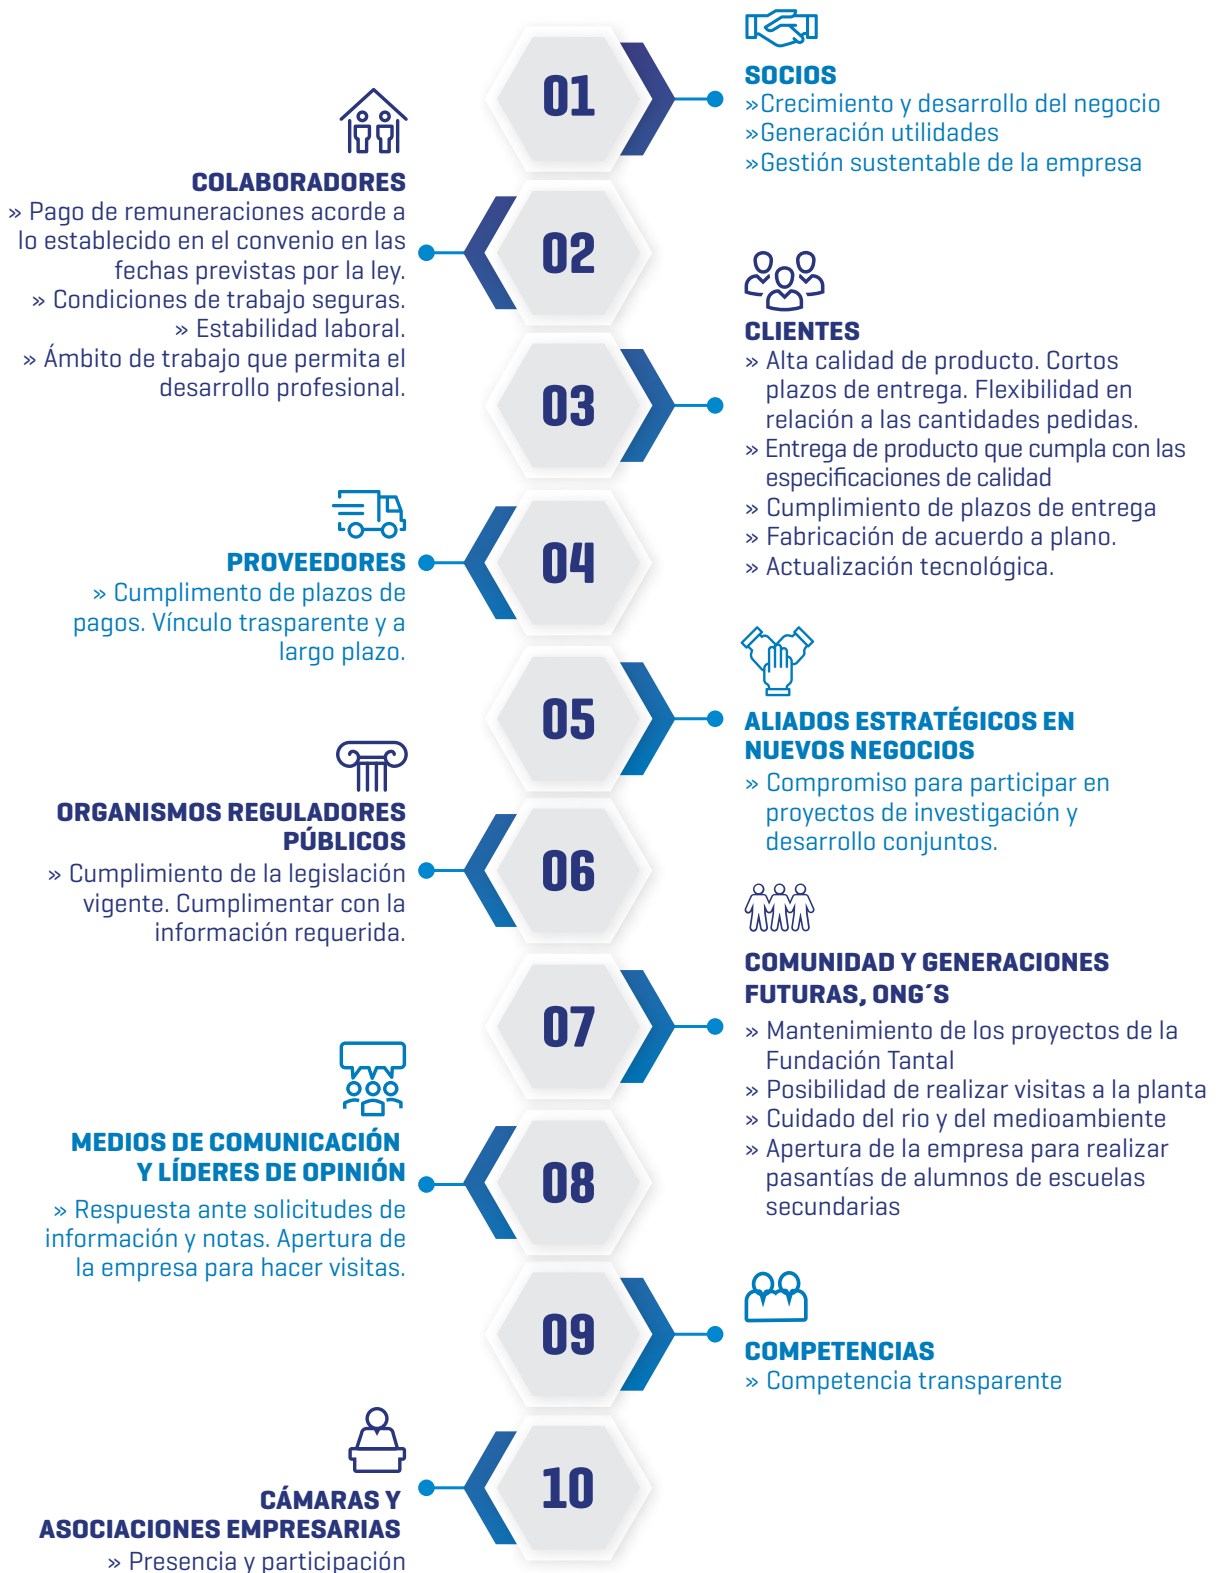 01
SOCIOS
»Crecimiento y desarrollo del negocio
»Generación utilidades
»Gestión sustentable de la empresa
COLABORADORES
» Pago de remuneraciones acorde a
lo establecido en el convenio en las
fechas previstas por la ley.
» Condiciones de trabajo seguras.
» Estabilidad laboral.
» Ámbito de trabajo que permita el
desarrollo profesional.
02
03
CLIENTES
» Alta calidad de producto. Cortos
plazos de entrega. Flexibilidad en
relación a las cantidades pedidas.
» Entrega de producto que cumpla con las
especificaciones de calidad
» Cumplimiento de plazos de entrega
» Fabricación de acuerdo a plano.
» Actualización tecnológica.
PROVEEDORES
» Cumplimento de plazos de
pagos. Vínculo trasparente y a
largo plazo.
04
05
ALIADOS ESTRATÉGICOS EN
NUEVOS NEGOCIOS
» Compromiso para participar en
proyectos de investigación y
desarrollo conjuntos.
ORGANISMOS REGULADORES
PÚBLICOS
» Cumplimiento de la legislación
vigente. Cumplimentar con la
información requerida.
06
07
COMUNIDAD Y GENERACIONES
FUTURAS, ONG´S
» Mantenimiento de los proyectos de la
Fundación Tantal
» Posibilidad de realizar visitas a la planta
» Cuidado del rio y del medioambiente
» Apertura de la empresa para realizar
pasantías de alumnos de escuelas
secundarias
MEDIOS DE COMUNICACIÓN
Y LÍDERES DE OPINIÓN
» Respuesta ante solicitudes de
información y notas. Apertura de
la empresa para hacer visitas.
08
09
COMPETENCIAS
» Competencia transparente
CÁMARAS Y
ASOCIACIONES EMPRESARIAS
» Presencia y participación
10